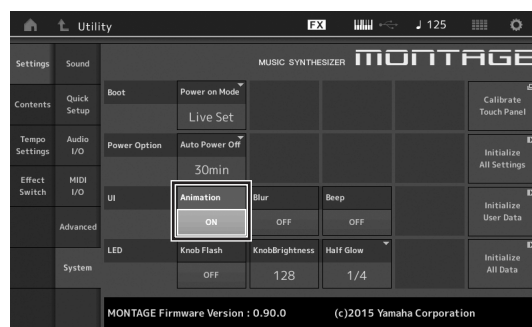 Utility FX ♩ 125
MUSIC SYNTHESIZER MONTAGE
Settings Sound
Contents Quick Setup
Tempo Settings Audio I/O
Effect Switch MIDI I/O
Advanced
System
Boot Power on Mode Live Set Calibrate Touch Panel
Power Option Auto Power Off 30min Initialize All Settings
UI Animation ON Blur OFF Beep OFF Initialize User Data
LED Knob Flash OFF KnobBrightness 128 Half Glow 1/4 Initialize All Data
MONTAGE Firmware Version : 0.90.0 (c)2015 Yamaha Corporation